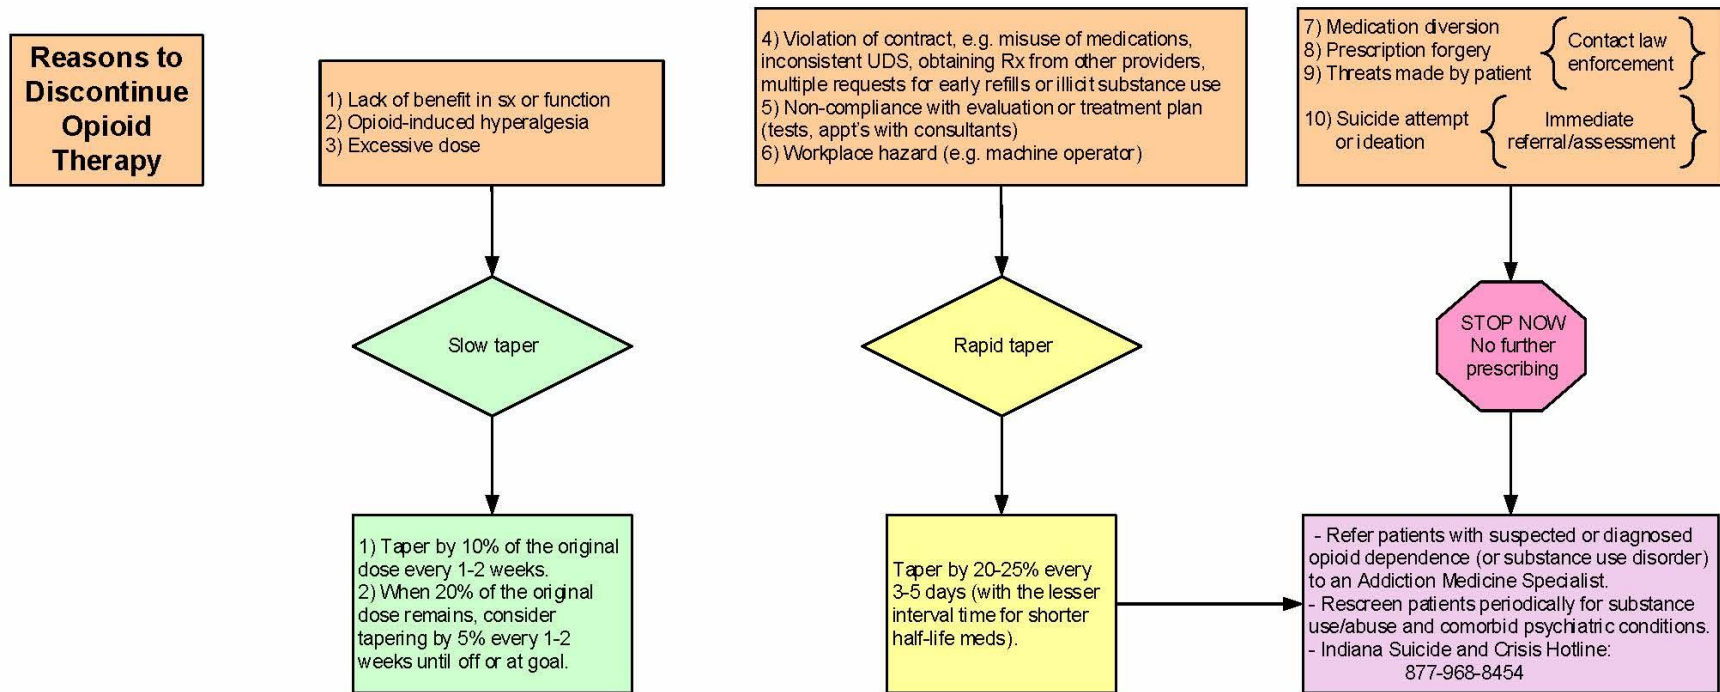 Reasons to
Discontinue
Opioid
Therapy
1) Lack of benefit in sx or function
2) Opioid-induced hyperalgesia
3) Excessive dose
4) Violation of contract, e.g. misuse of medications,
inconsistent UDS, obtaining Rx from other providers,
multiple requests for early refills or illicit substance use
5) Non-compliance with evaluation or treatment plan
(tests, appt's with consultants)
6) Workplace hazard (e.g. machine operator)
7) Medication diversion
8) Prescription forgery
9) Threats made by patient
Contact law
enforcement
10) Suicide attempt
or ideation
Immediate
referral/assessment
Slow taper
Rapid taper
STOP NOW
No further
prescribing
1) Taper by 10% of the original
dose every 1-2 weeks.
2) When 20% of the original
dose remains, consider
tapering by 5% every 1-2
weeks until off or at goal.
Taper by 20-25% every
3-5 days (with the lesser
interval time for shorter
half-life meds).
- Refer patients with suspected or diagnosed
opioid dependence (or substance use disorder)
to an Addiction Medicine Specialist.
- Rescreen patients periodically for substance
use/abuse and comorbid psychiatric conditions.
- Indiana Suicide and Crisis Hotline:
877-968-8454